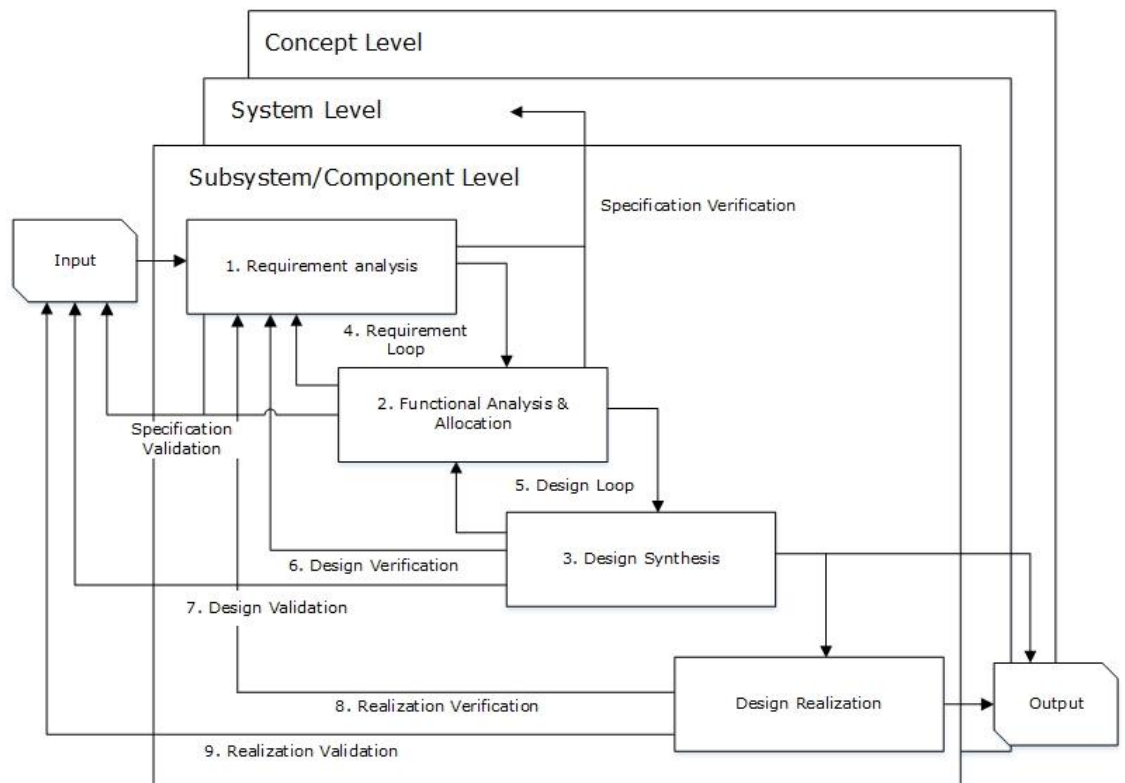 Concept Level
System Level
Subsystem/Component Level
Specification Verification
Input
1. Requirement analysis
4. Requirement
Loop
2. Functional Analysis &
Allocation
Specification
Validation
5. Design Loop
3. Design Synthesis
6. Design Verification
7. Design Validation
Design Realization
Output
8. Realization Verification
9. Realization Validation